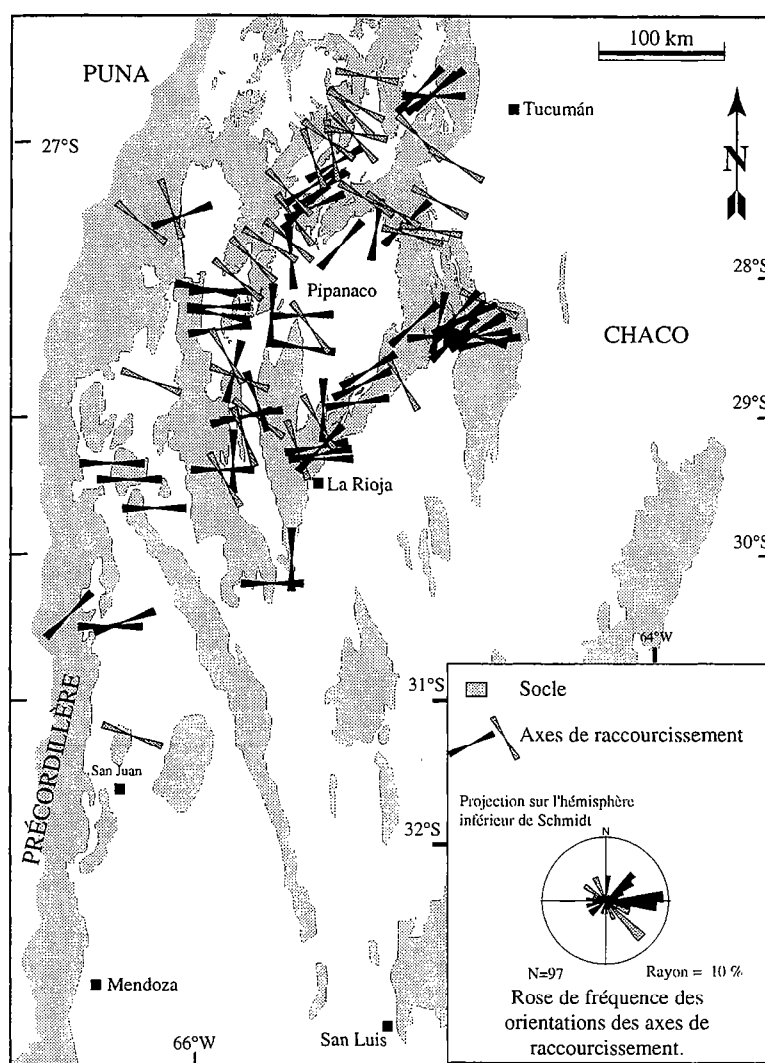 PUNA
100 km
Tucumán
27°S
N
28°S
Pipanaco
CHACO
29°S
La Rioja
30°S
64°W
31°S
Socle
Axes de raccourcissement
San Juan
PRÉCORDILLÈRE
Projection sur l'hémisphère
inférieur de Schmidt
32°S
N
N=97
Rayon = 10 %
Mendoza
Rose de fréquence des
orientations des axes de
raccourcissement.
San Luis
66°W